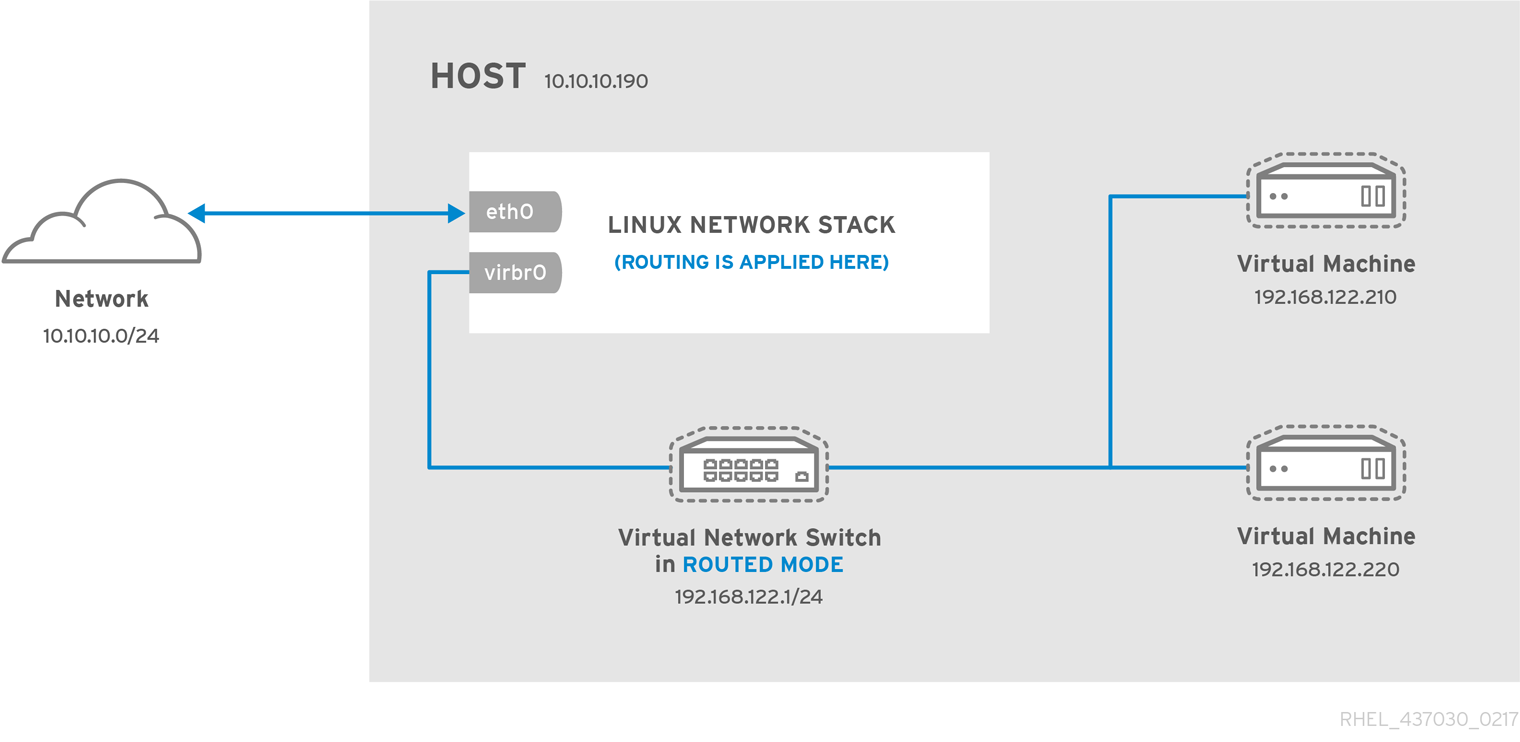 HOST 10.10.10.190
eth0
LINUX NETWORK STACK
(ROUTING IS APPLIED HERE)
virbr0
Network
10.10.10.0/24
Virtual Machine
192.168.122.210
Virtual Network Switch
in ROUTED MODE
192.168.122.1/24
Virtual Machine
192.168.122.220
RHEL_437030_0217